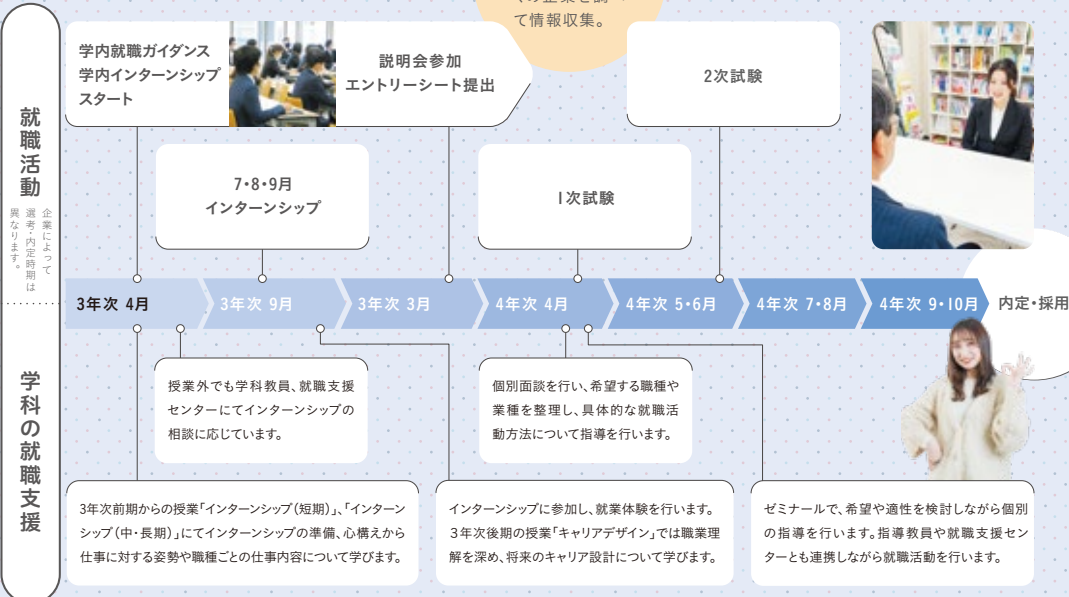 て情報収集。
学内就職ガイダンス
学内インターンシップ
スタート
説明会参加
エントリーシート提出
2次試験
7・8・9月
インターンシップ
1次試験
就職活動
企業によって
選考・内定時期は
異なります。
3年次 4月
3年次 9月
3年次 3月
4年次 4月
4年次 5・6月
4年次 7・8月
4年次 9・10月
内定・採用
学科の就職支援
授業外でも学科教員、就職支援
センターにてインターンシップの
相談に応じています。
個別面談を行い、希望する職種や
業種を整理し、具体的な就職活
動方法について指導を行います。
3年次前期からの授業「インターンシップ(短期)」、「インターン
シップ(中・長期)」にてインターンシップの準備、心構えから
仕事に対する姿勢や職種ごとの仕事内容について学びます。
インターンシップに参加し、就業体験を行います。
3年次後期の授業「キャリアデザイン」では職業理
解を深め、将来のキャリア設計について学びます。
ゼミナールで、希望や適性を検討しながら個別
の指導を行います。指導教員や就職支援セン
ターとも連携しながら就職活動を行います。